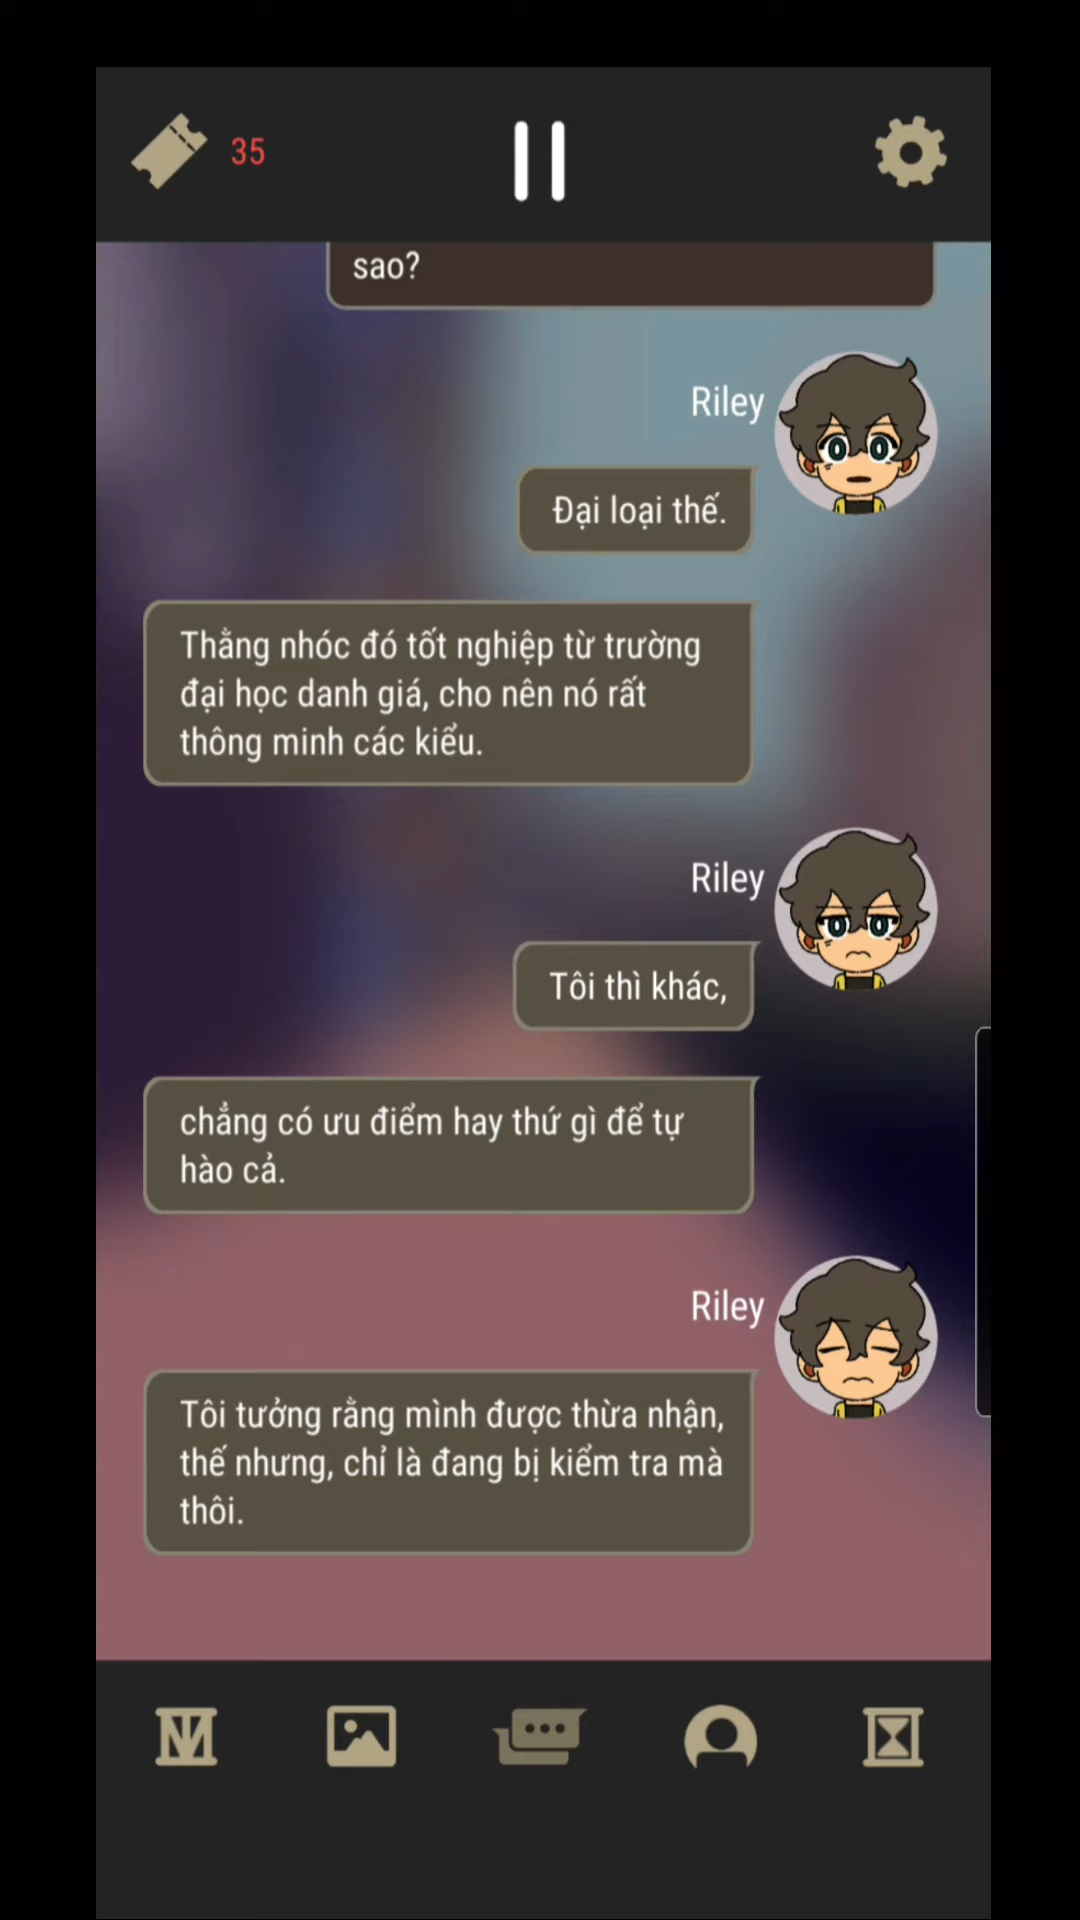 35
sao?
Riley
Đại loại thế.
Thằng nhóc đó tốt nghiệp từ trường
đại học danh giá, cho nên nó rất
thông minh các kiểu.
Riley
Tôi thì khác,
chẳng có ưu điểm hay thứ gì để tự
hào cả.
Riley
Tôi tưởng rằng mình được thừa nhận,
thế nhưng, chỉ là đang bị kiểm tra mà
thôi.